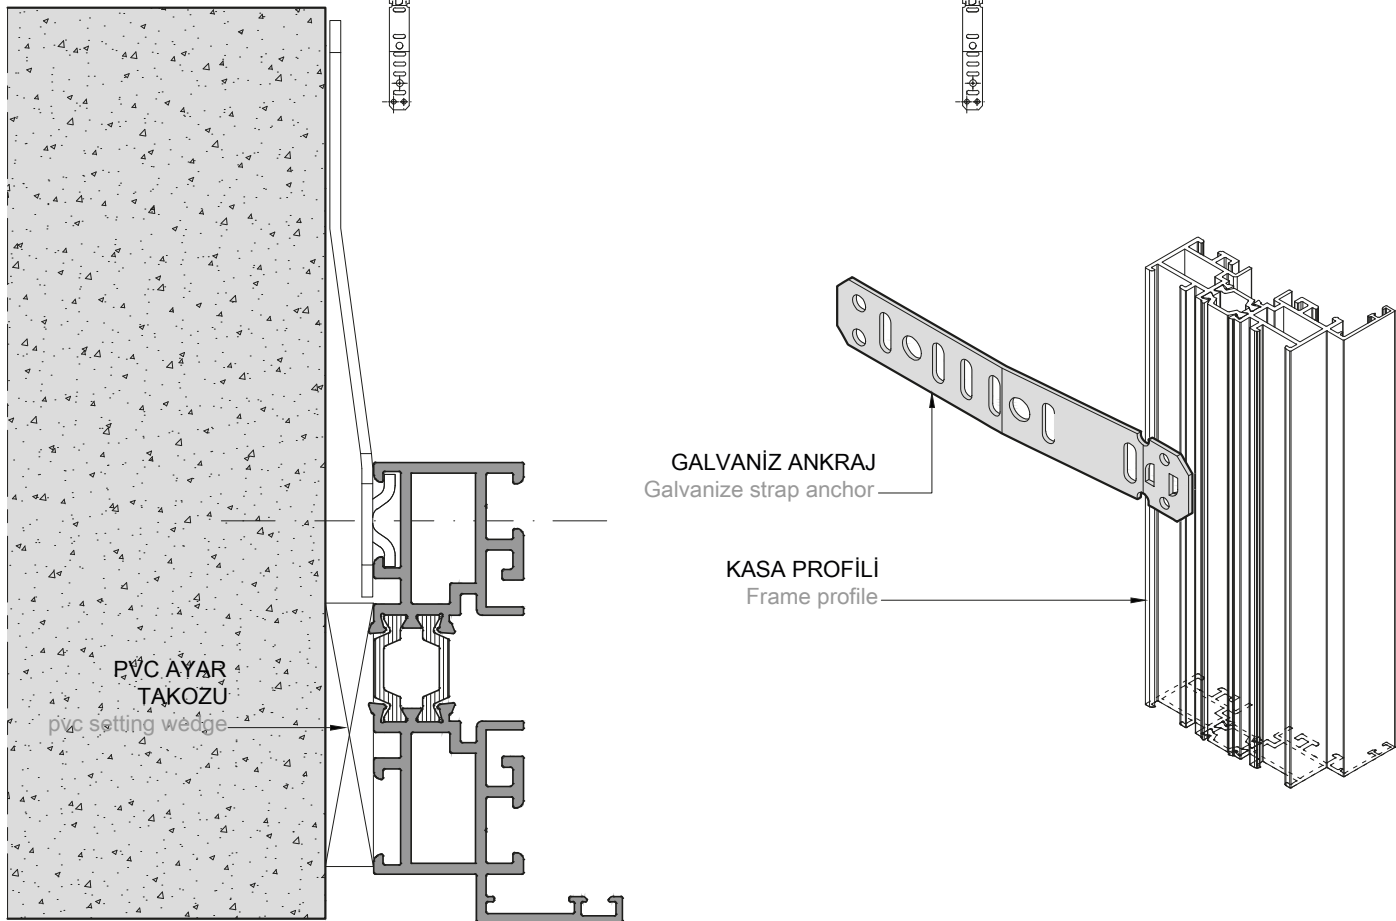 GALVANİZ ANKRAJ
Galvanize strap anchor
KASA PROFİLİ
Frame profile
PVC AYAR
TAKOZU
pvc setting wedge